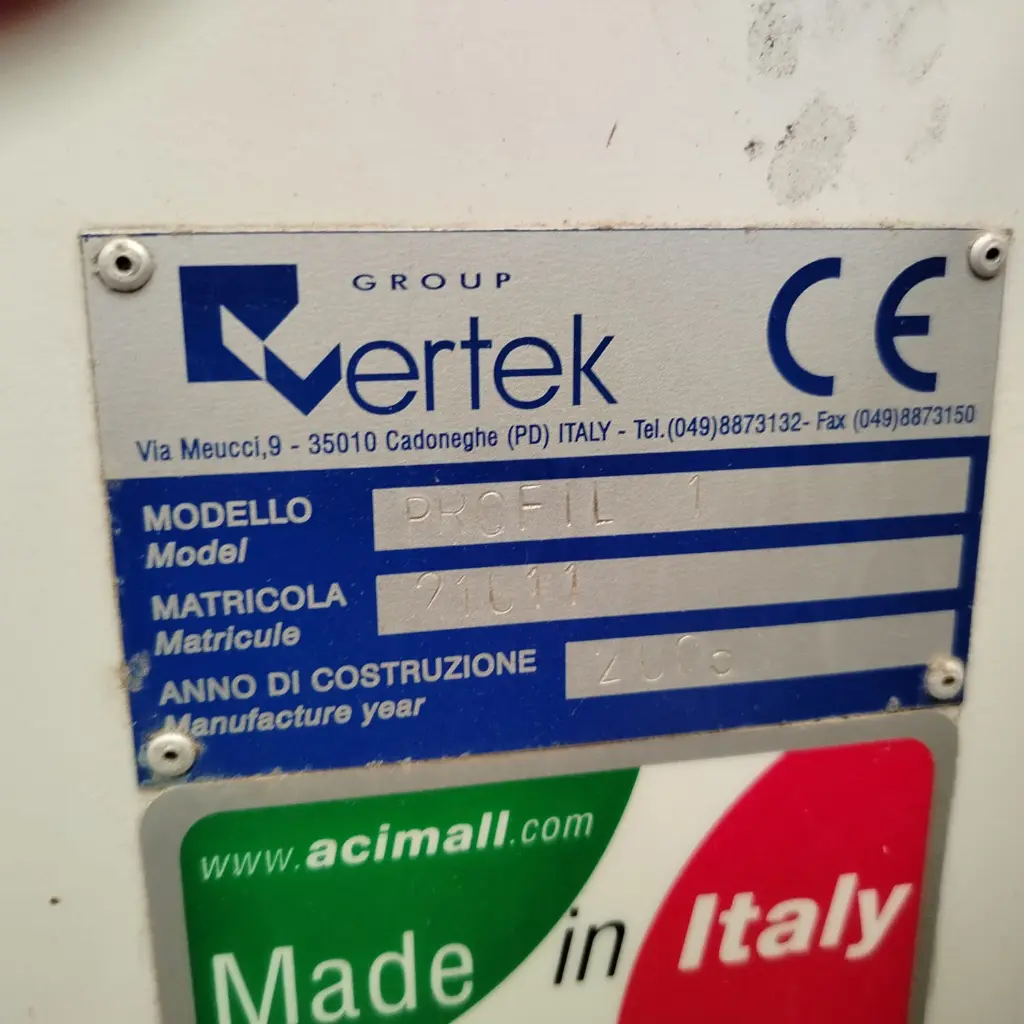 GROUP
Vertek
CE
Via Meucci,9 - 35010 Cadoneghe (PD) ITALY - Tel.(049)8873132- Fax (049)8873150
MODELLO PROFIL 1
Model
MATRICOLA
Matricule
ANNO DI COSTRUZIONE
Manufacture year
www.acimall.com
Made in Italy